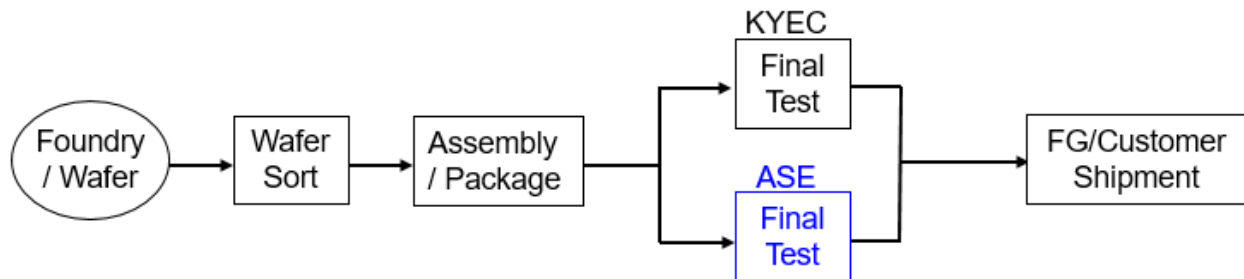 Foundry
/ Wafer
Wafer
Sort
Assembly
/ Package
KYEC
Final
Test
ASE
Final
Test
FG/Customer
Shipment